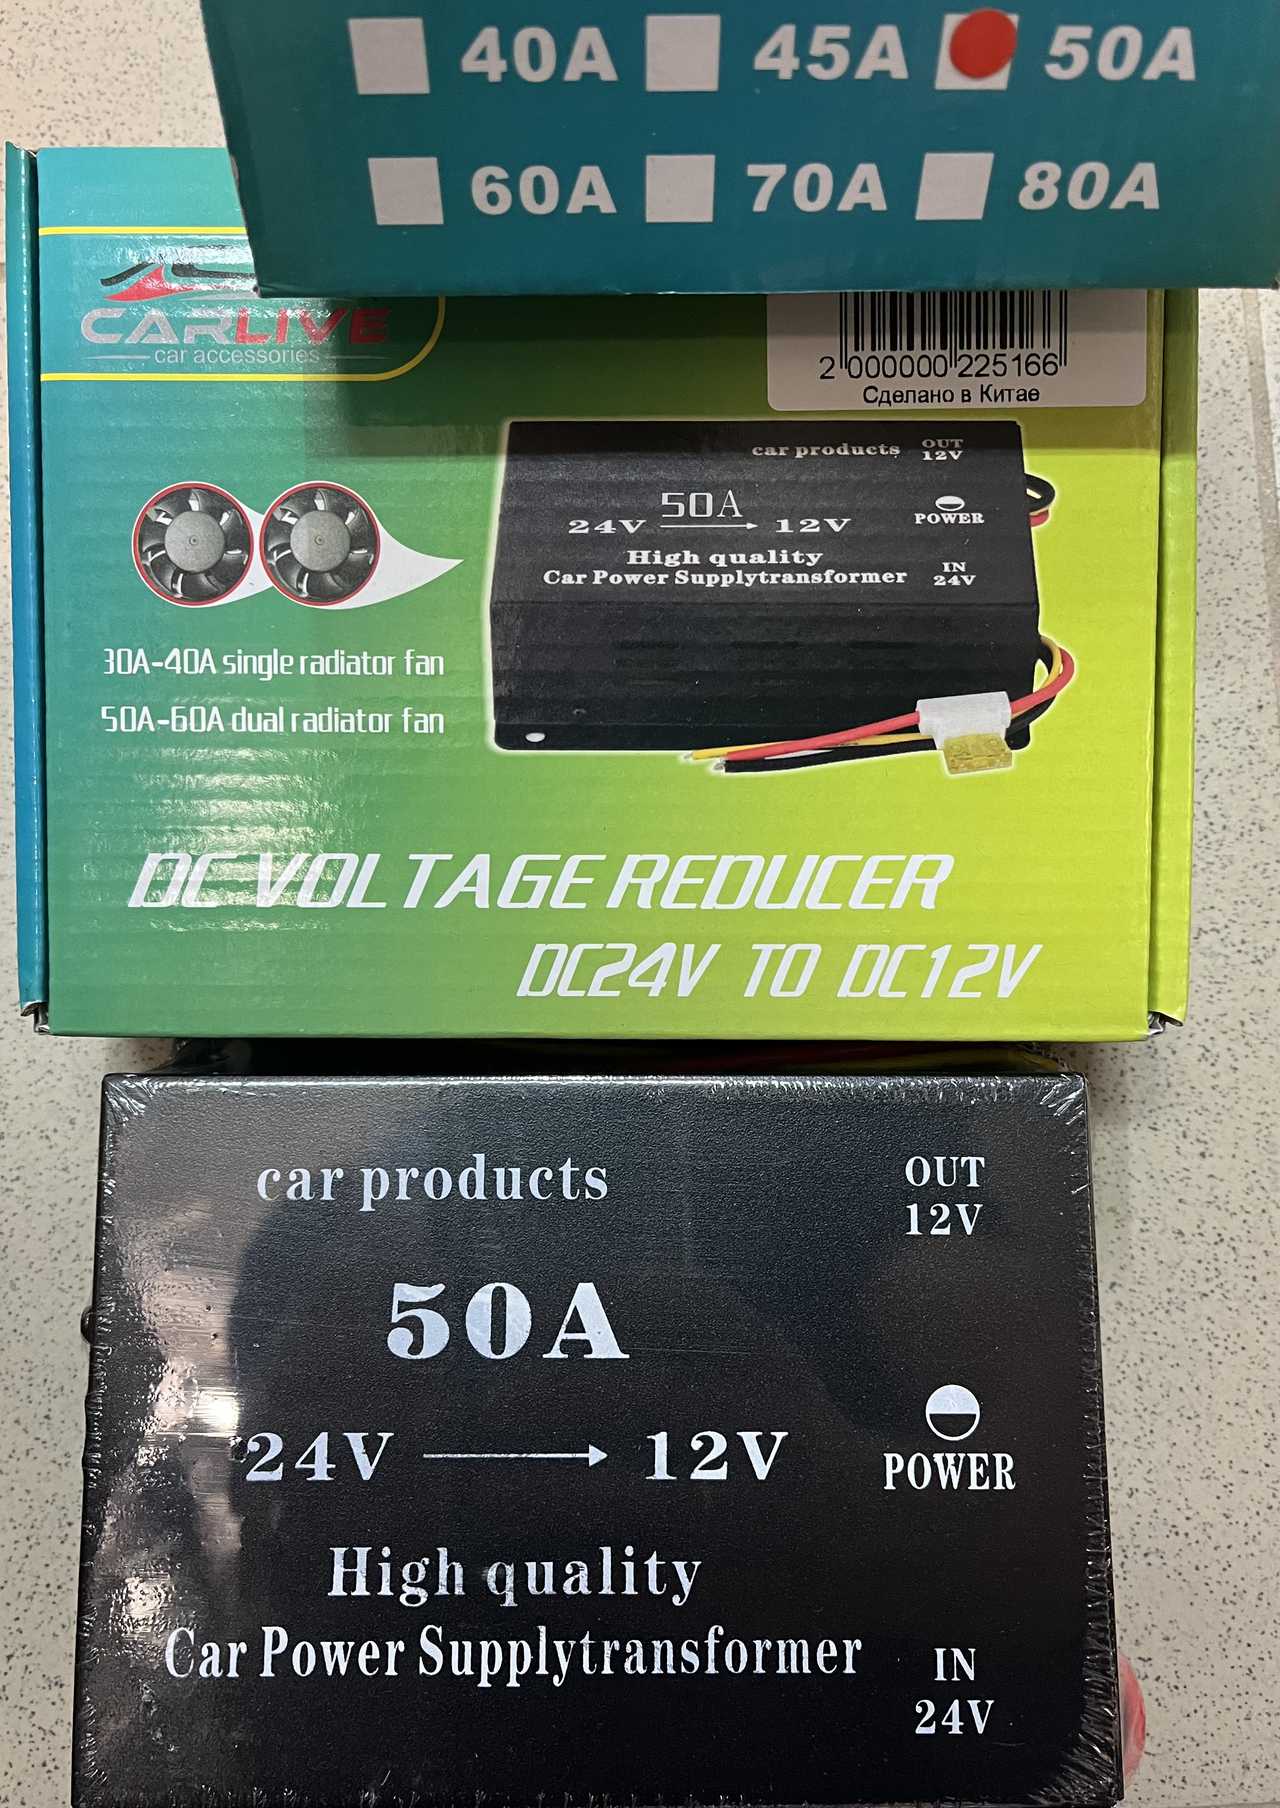 40A 45A 50A
60A 70A 80A
CARLIVE
car accessories
2 000000 225166
Сделано в Китае
car products OUT
12V
50A
24V 12V
POWER
High quality
Car Power Supplytransformer
IN
24V
30A-40A single radiator fan
50A-60A dual radiator fan
DC VOLTAGE REDUCER
DC24V TO DC12V
car products
OUT
12V
50A
24V 12V
POWER
High quality
Car Power Supplytransformer
IN
24V